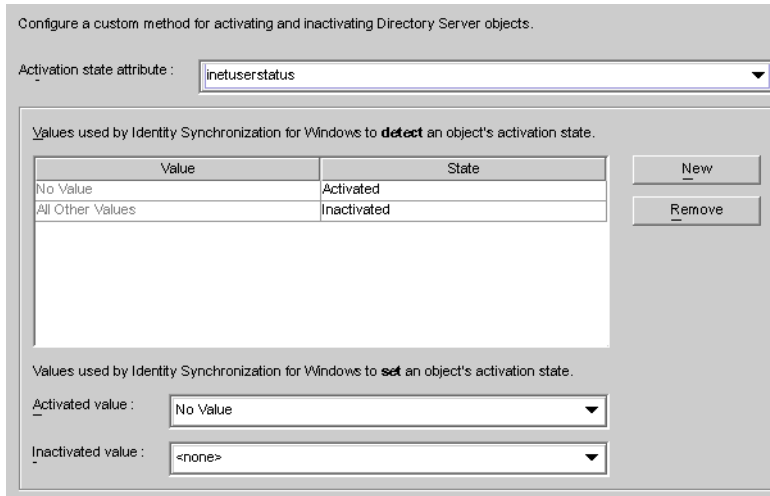 Configure a custom method for activating and inactivating Directory Server objects.
Activation state attribute :
inetuserstatus
Values used by Identity Synchronization for Windows to detect an object's activation state.
Value State
No Value Activated
All Other Values Inactivated
New
Remove
Values used by Identity Synchronization for Windows to set an object's activation state.
Activated value :
No Value
Inactivated value :
<none>